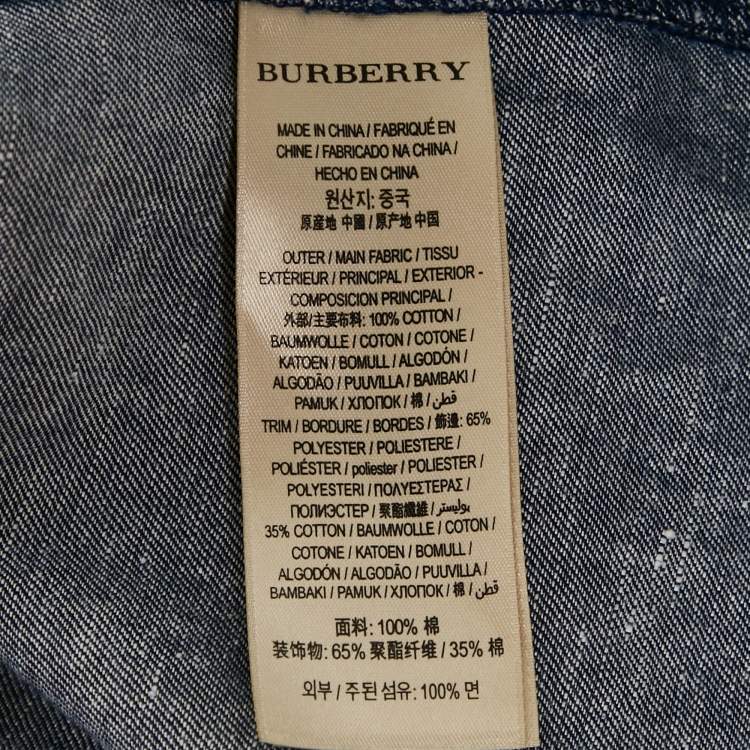 BURBERRY
MADE IN CHINA / FABRIQUÉ EN
CHINE / FABRICADO NA CHINA /
HECHO EN CHINA
원산지: 중국
原産地 中國 / 原产地 中国
OUTER / MAIN FABRIC / TISSU
EXTÉRIEUR / PRINCIPAL / EXTERIOR -
COMPOSICION PRINCIPAL /
外部/主要布料: 100% COTTON /
BAUMWOLLE / COTON / COTONE /
KATOEN / BOMULL / ALGODÓN /
ALGODÃO / PUUVILLA / BAMBAKI /
PAMUK / ХЛОПОК / 棉 / قطن /
TRIM / BORDURE / BORDES / 飾邊: 65%
POLYESTER / POLIESTERE /
POLIÉSTER / poliester / POLIESTER /
POLYESTERI / ΠΟΛΥΕΣΤΕΡΑΣ /
ПОЛИЭСТЕР / 聚酯纖維 / بوليستر /
35% COTTON / BAUMWOLLE / COTON /
COTONE / KATOEN / BOMULL /
ALGODÓN / ALGODÃO / PUUVILLA /
BAMBAKI / PAMUK / ХЛОПОК / 棉 / قطن /
面料: 100% 棉
装饰物: 65% 聚酯纤维 / 35% 棉
외부 / 주된 섬유: 100% 면